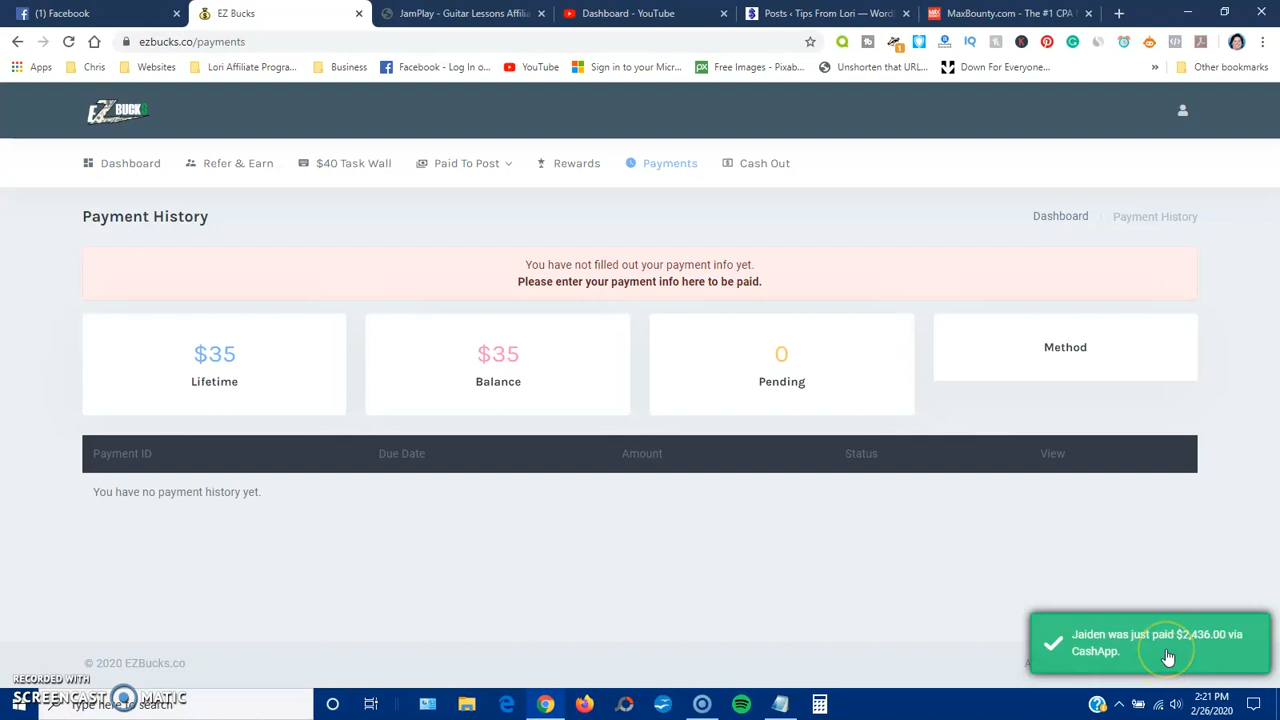 (1) Facebook
EZ Bucks
JamPlay - Guitar Lessons Affilia
Dashboard - YouTube
Posts ‹ Tips From Lori — Word
MaxBounty.com - The #1 CPA
ezbucks.co/payments
Apps
Chris
Websites
Lori Affiliate Progra...
Business
Facebook - Log In o...
YouTube
Sign in to your Micr...
Free Images - Pixab...
Unshorten that URL...
Down For Everyone...
»
Other bookmarks
EZ BUCKS
Dashboard
Refer & Earn
$40 Task Wall
Paid To Post
Rewards
Payments
Cash Out
Payment History
Dashboard
Payment History
You have not filled out your payment info yet.
Please enter your payment info here to be paid.
$35
Lifetime
$35
Balance
0
Pending
Method
Payment ID
Due Date
Amount
Status
View
You have no payment history yet.
Jaiden was just paid $2,436.00 via
CashApp.
© 2020 EZBucks.co
RECORDED WITH
SCREENCAST MATIC
Type here to search
2:21 PM
2/26/2020